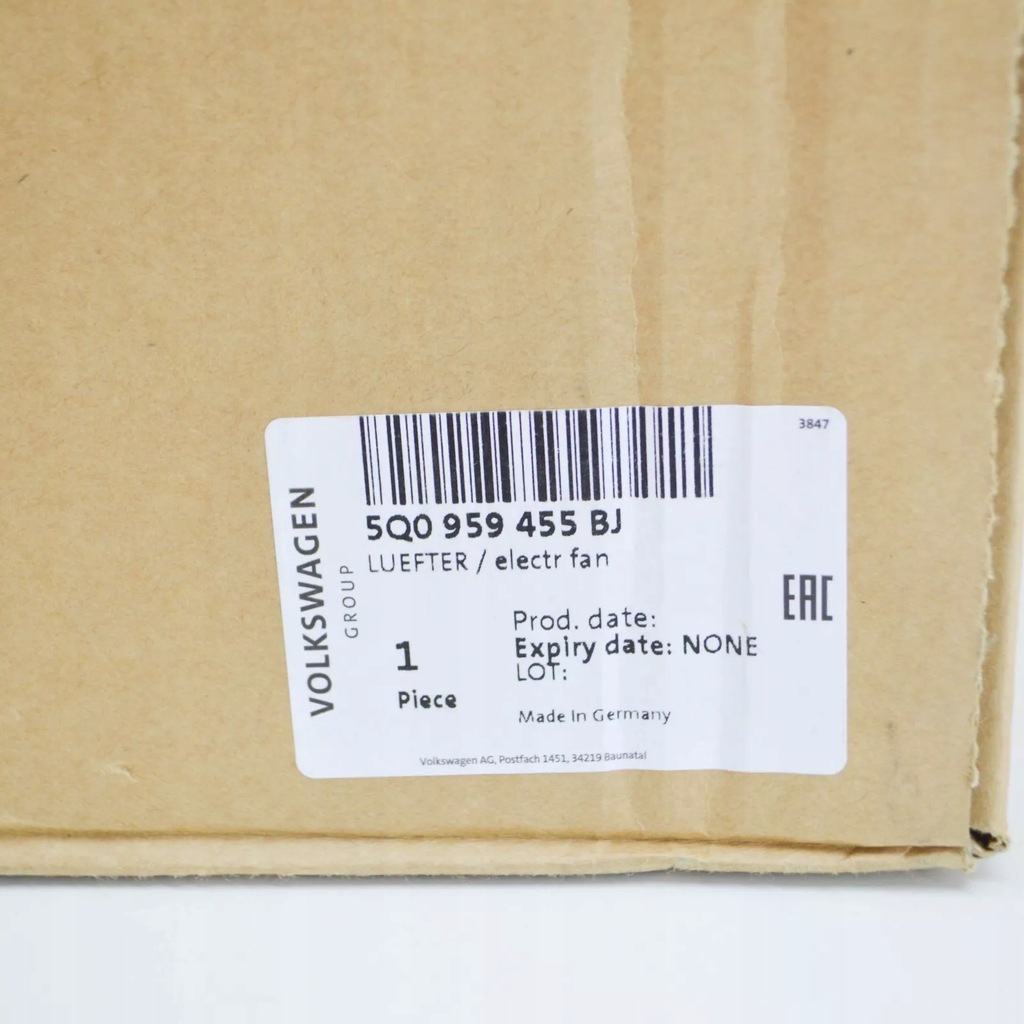 3847
VOLKSWAGEN
GROUP
5Q0 959 455 BJ
LUEFTER / electr fan
EAC
Prod. date:
Expiry date: NONE
LOT:
1
Piece
Made In Germany
Volkswagen AG, Postfach 1451, 34219 Baunatal